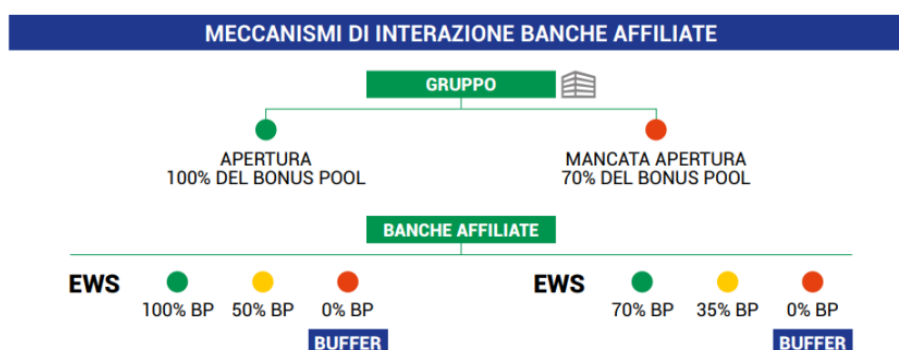 MECCANISMI DI INTERAZIONE BANCHE AFFILIATE
GRUPPO
APERTURA
100% DEL BONUS POOL
MANCATA APERTURA
70% DEL BONUS POOL
BANCHE AFFILIATE
EWS
100% BP
50% BP
0% BP
BUFFER
EWS
70% BP
35% BP
0% BP
BUFFER